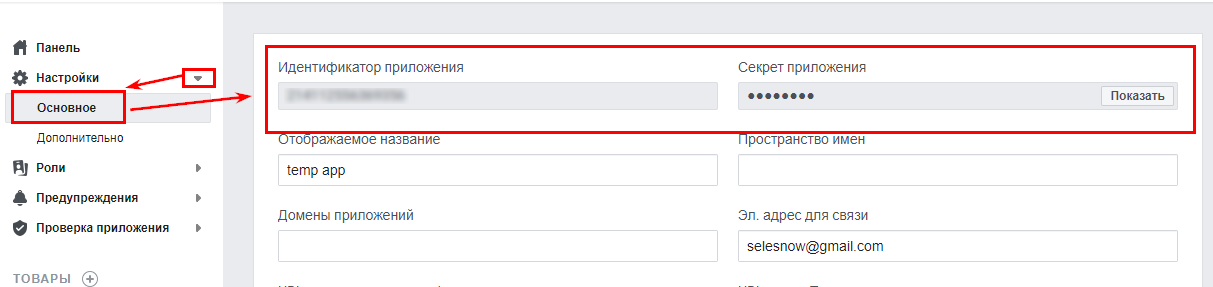 Панель
Настройки
Основное
Дополнительно
Роли
Предупреждения
Проверка приложения
ТОВАРЫ
Идентификатор приложения
Секрет приложения
Показать
Отображаемое название
Пространство имен
temp app
Домены приложений
Эл. адрес для связи
selesnow@gmail.com